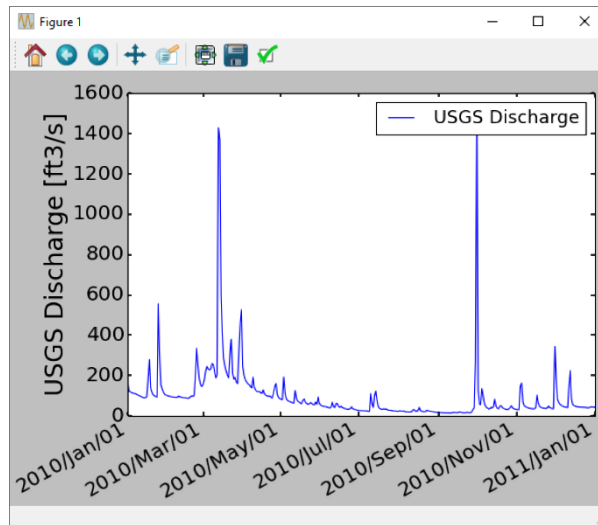 Figure 1
1600
1400
1200
1000
800
600
400
200
0
USGS Discharge [ft3/s]
USGS Discharge
2010/Jan/01
2010/Mar/01
2010/May/01
2010/Jul/01
2010/Sep/01
2010/Nov/01
2011/Jan/01